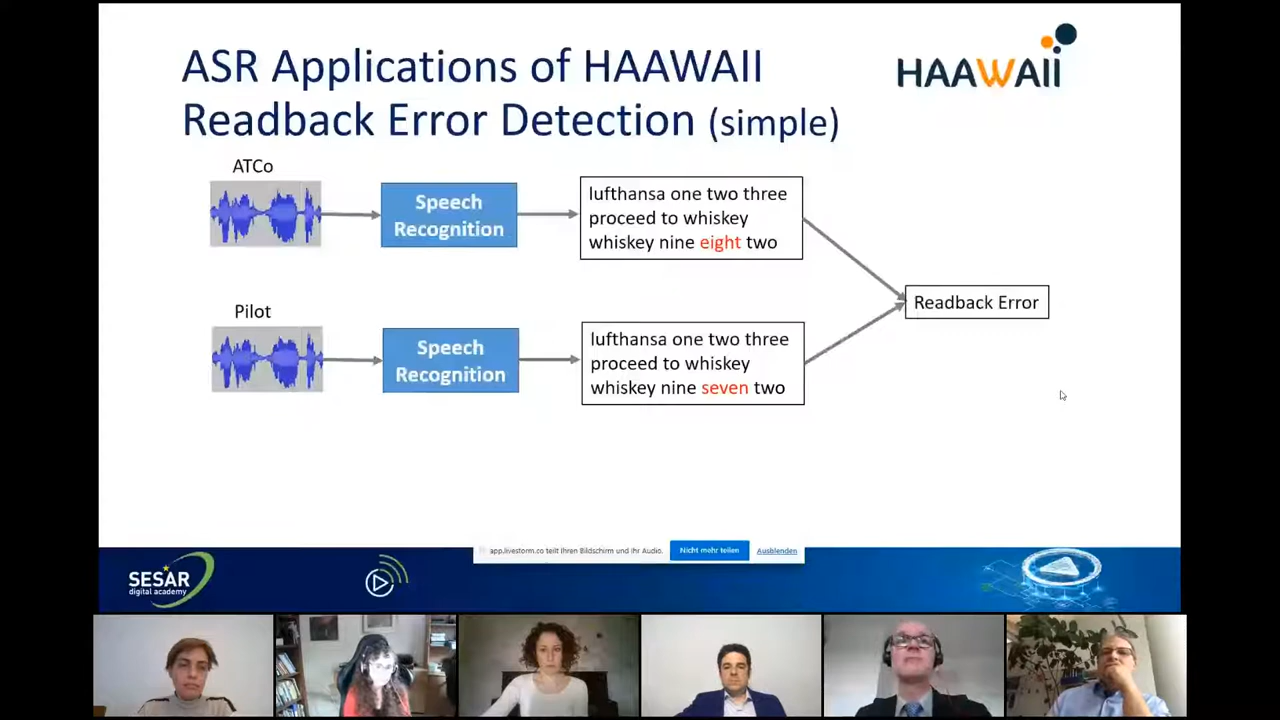 ASR Applications of HAAWAII
HAAWAII
Readback Error Detection (simple)
ATCo
Speech
Recognition
lufthansa one two three
proceed to whiskey
whiskey nine eight two
Readback Error
Pilot
Speech
Recognition
lufthansa one two three
proceed to whiskey
whiskey nine seven two
app.livestorm.co teilt Ihren Bildschirm und Ihr Audio.
Nicht mehr teilen
Ausblenden
SESAR
digital academy